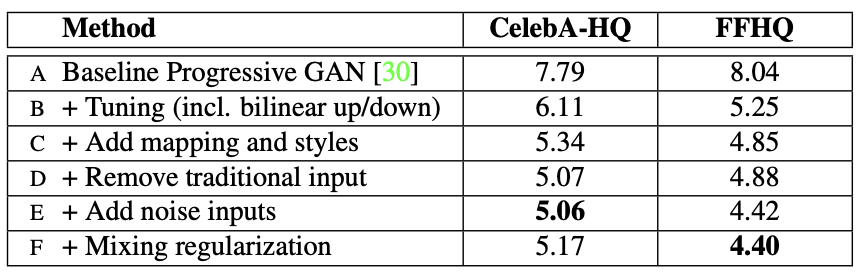 Method CelebA-HQ FFHQ
A Baseline Progressive GAN [30] 7.79 8.04
B + Tuning (incl. bilinear up/down) 6.11 5.25
C + Add mapping and styles 5.34 4.85
D + Remove traditional input 5.07 4.88
E + Add noise inputs 5.06 4.42
F + Mixing regularization 5.17 4.40